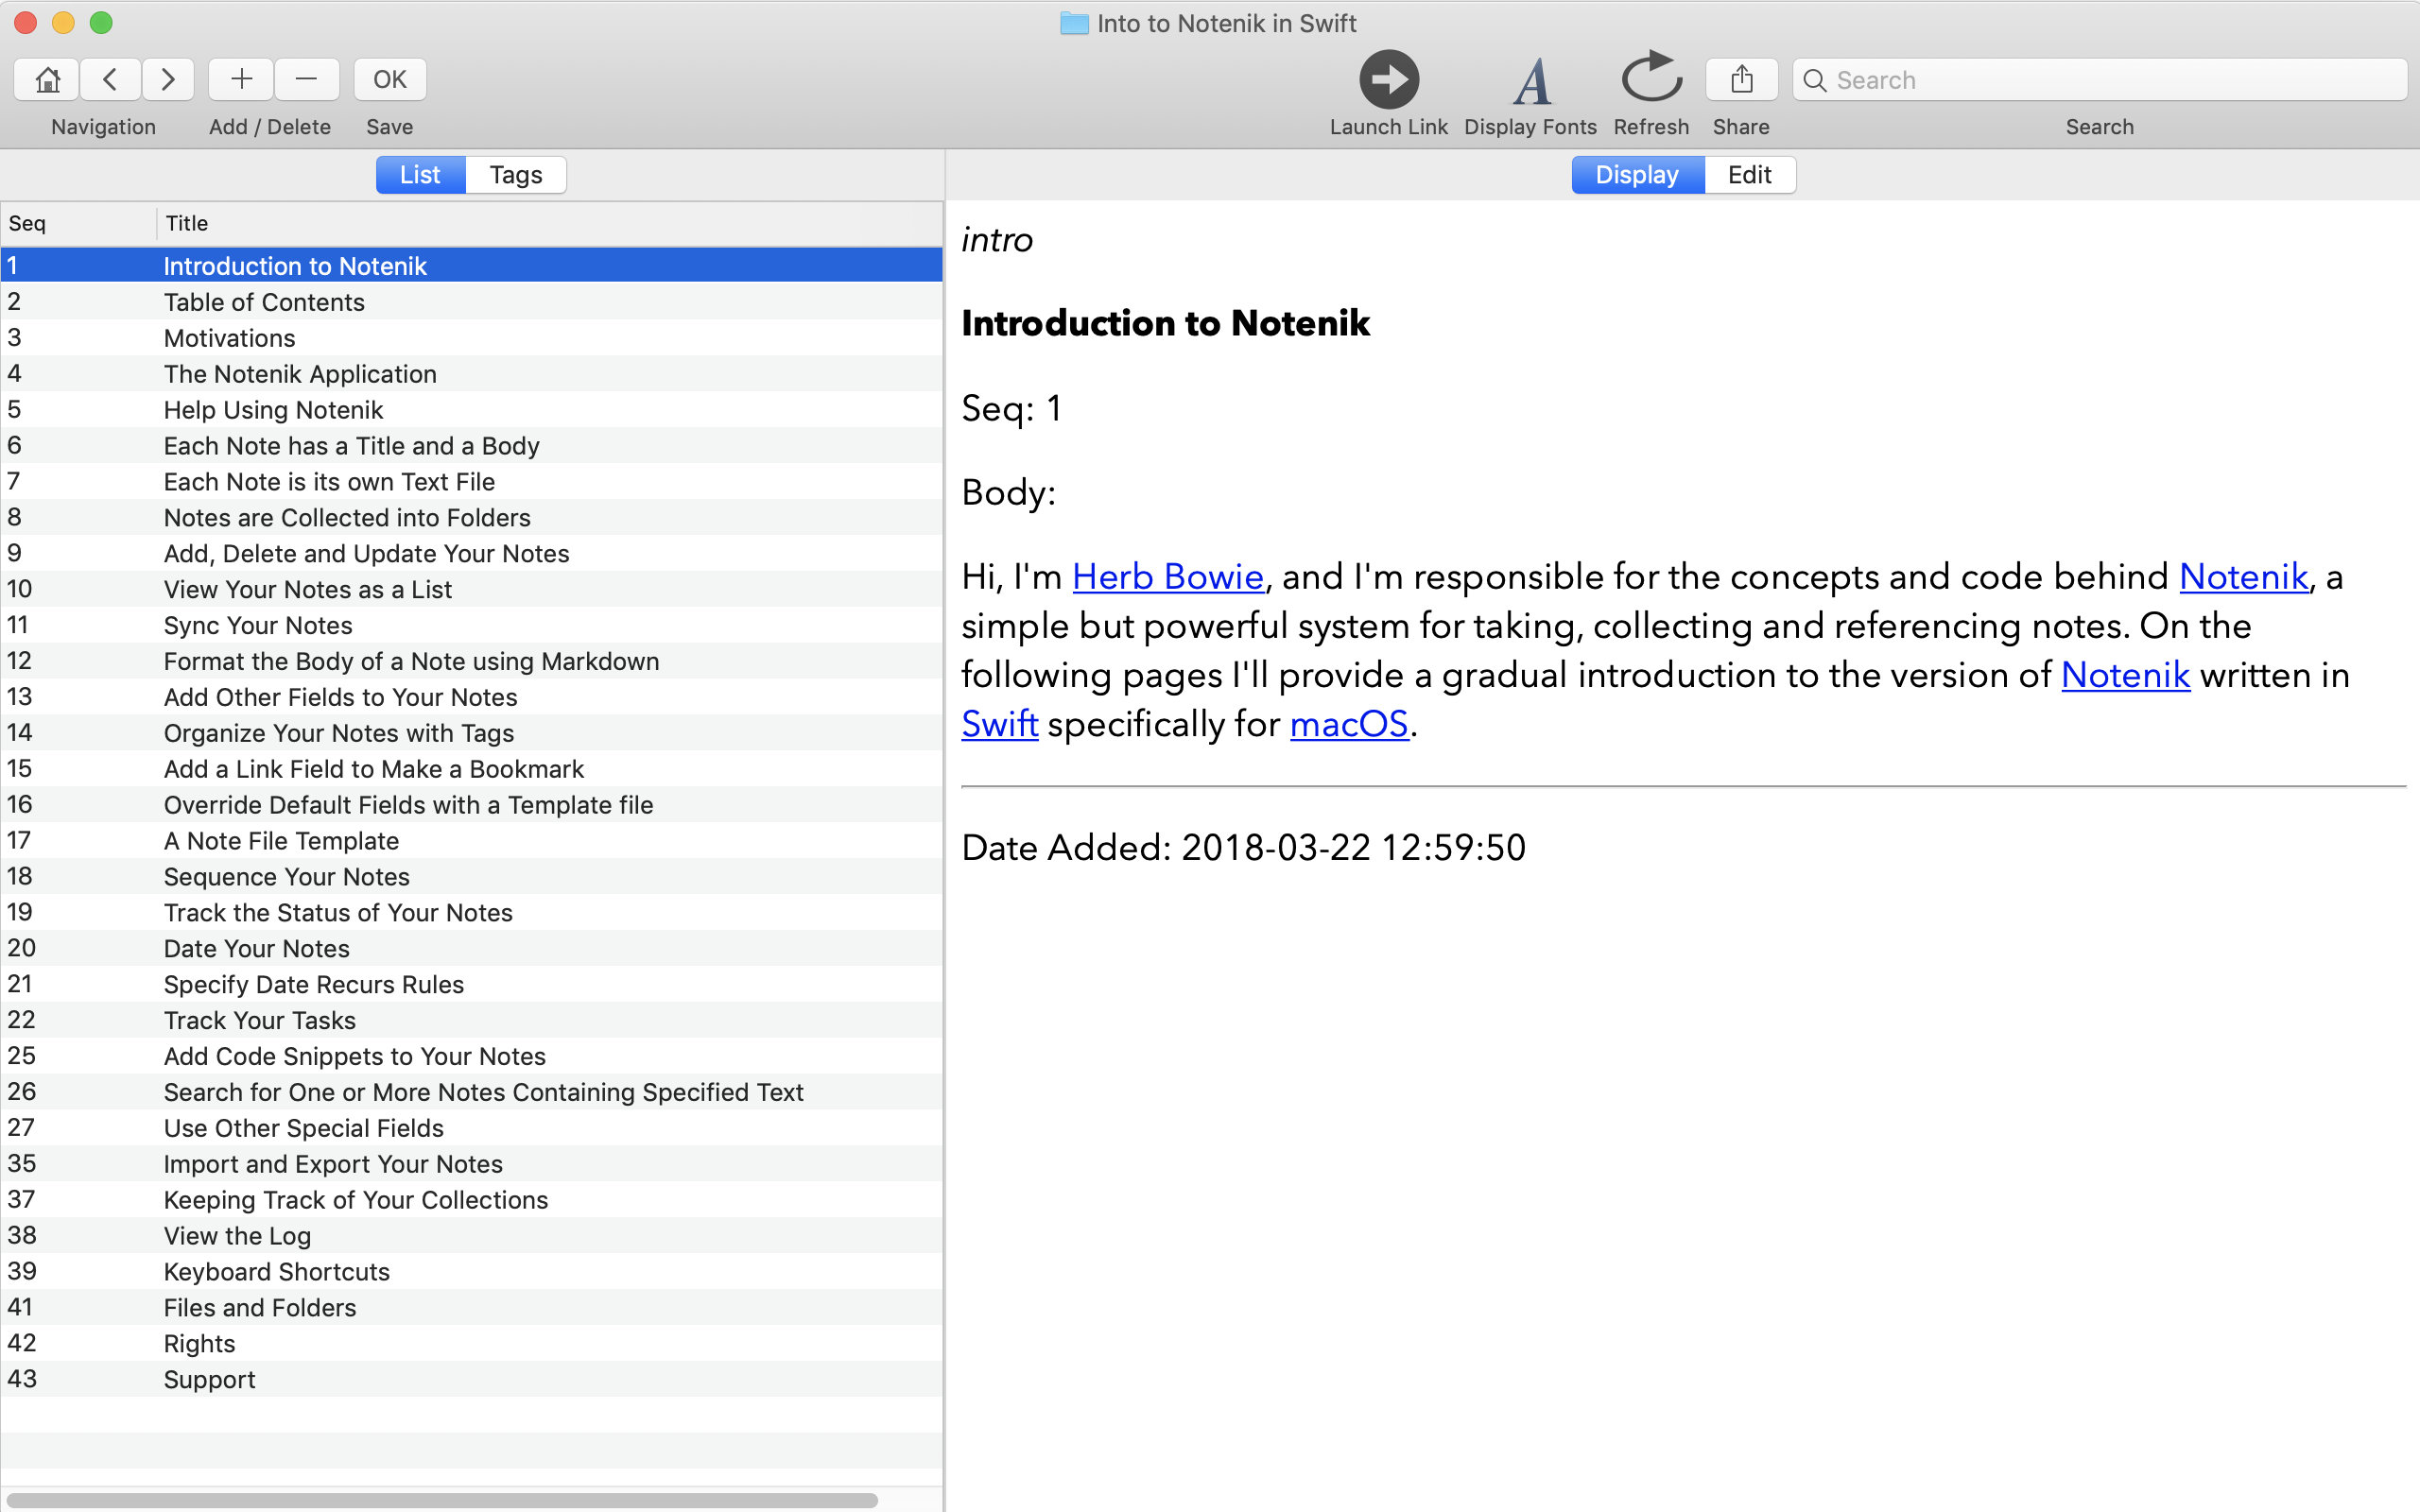 Into to Notenik in Swift
OK
Search
Navigation Add / Delete Save Launch Link Display Fonts Refresh Share Search
List Tags
Display Edit
Seq Title
1 Introduction to Notenik
2 Table of Contents
3 Motivations
4 The Notenik Application
5 Help Using Notenik
6 Each Note has a Title and a Body
7 Each Note is its own Text File
8 Notes are Collected into Folders
9 Add, Delete and Update Your Notes
10 View Your Notes as a List
11 Sync Your Notes
12 Format the Body of a Note using Markdown
13 Add Other Fields to Your Notes
14 Organize Your Notes with Tags
15 Add a Link Field to Make a Bookmark
16 Override Default Fields with a Template file
17 A Note File Template
18 Sequence Your Notes
19 Track the Status of Your Notes
20 Date Your Notes
21 Specify Date Recurs Rules
22 Track Your Tasks
25 Add Code Snippets to Your Notes
26 Search for One or More Notes Containing Specified Text
27 Use Other Special Fields
35 Import and Export Your Notes
37 Keeping Track of Your Collections
38 View the Log
39 Keyboard Shortcuts
41 Files and Folders
42 Rights
43 Support
intro
Introduction to Notenik
Seq: 1
Body:
Hi, I'm Herb Bowie, and I'm responsible for the concepts and code behind Notenik, a
simple but powerful system for taking, collecting and referencing notes. On the
following pages I'll provide a gradual introduction to the version of Notenik written in
Swift specifically for macOS.
Date Added: 2018-03-22 12:59:50